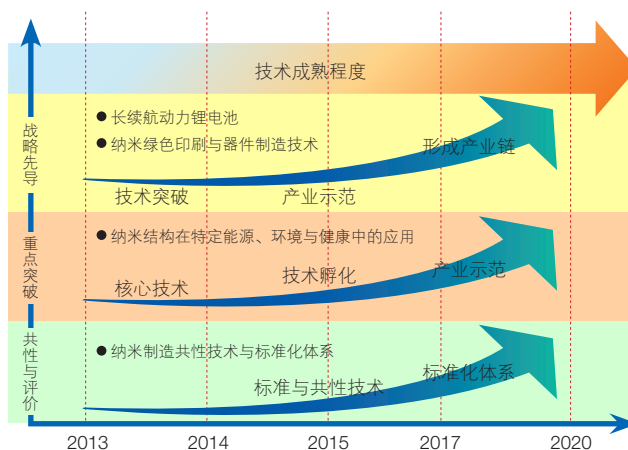 技术成熟程度
战略先导
● 长续航动力锂电池
● 纳米绿色印刷与器件制造技术
形成产业链
技术突破
产业示范
重点突破
● 纳米结构在特定能源、环境与健康中的应用
核心技术
技术孵化
产业示范
共性与评价
● 纳米制造共性技术与标准化体系
标准与共性技术
标准化体系
2013
2014
2015
2017
2020